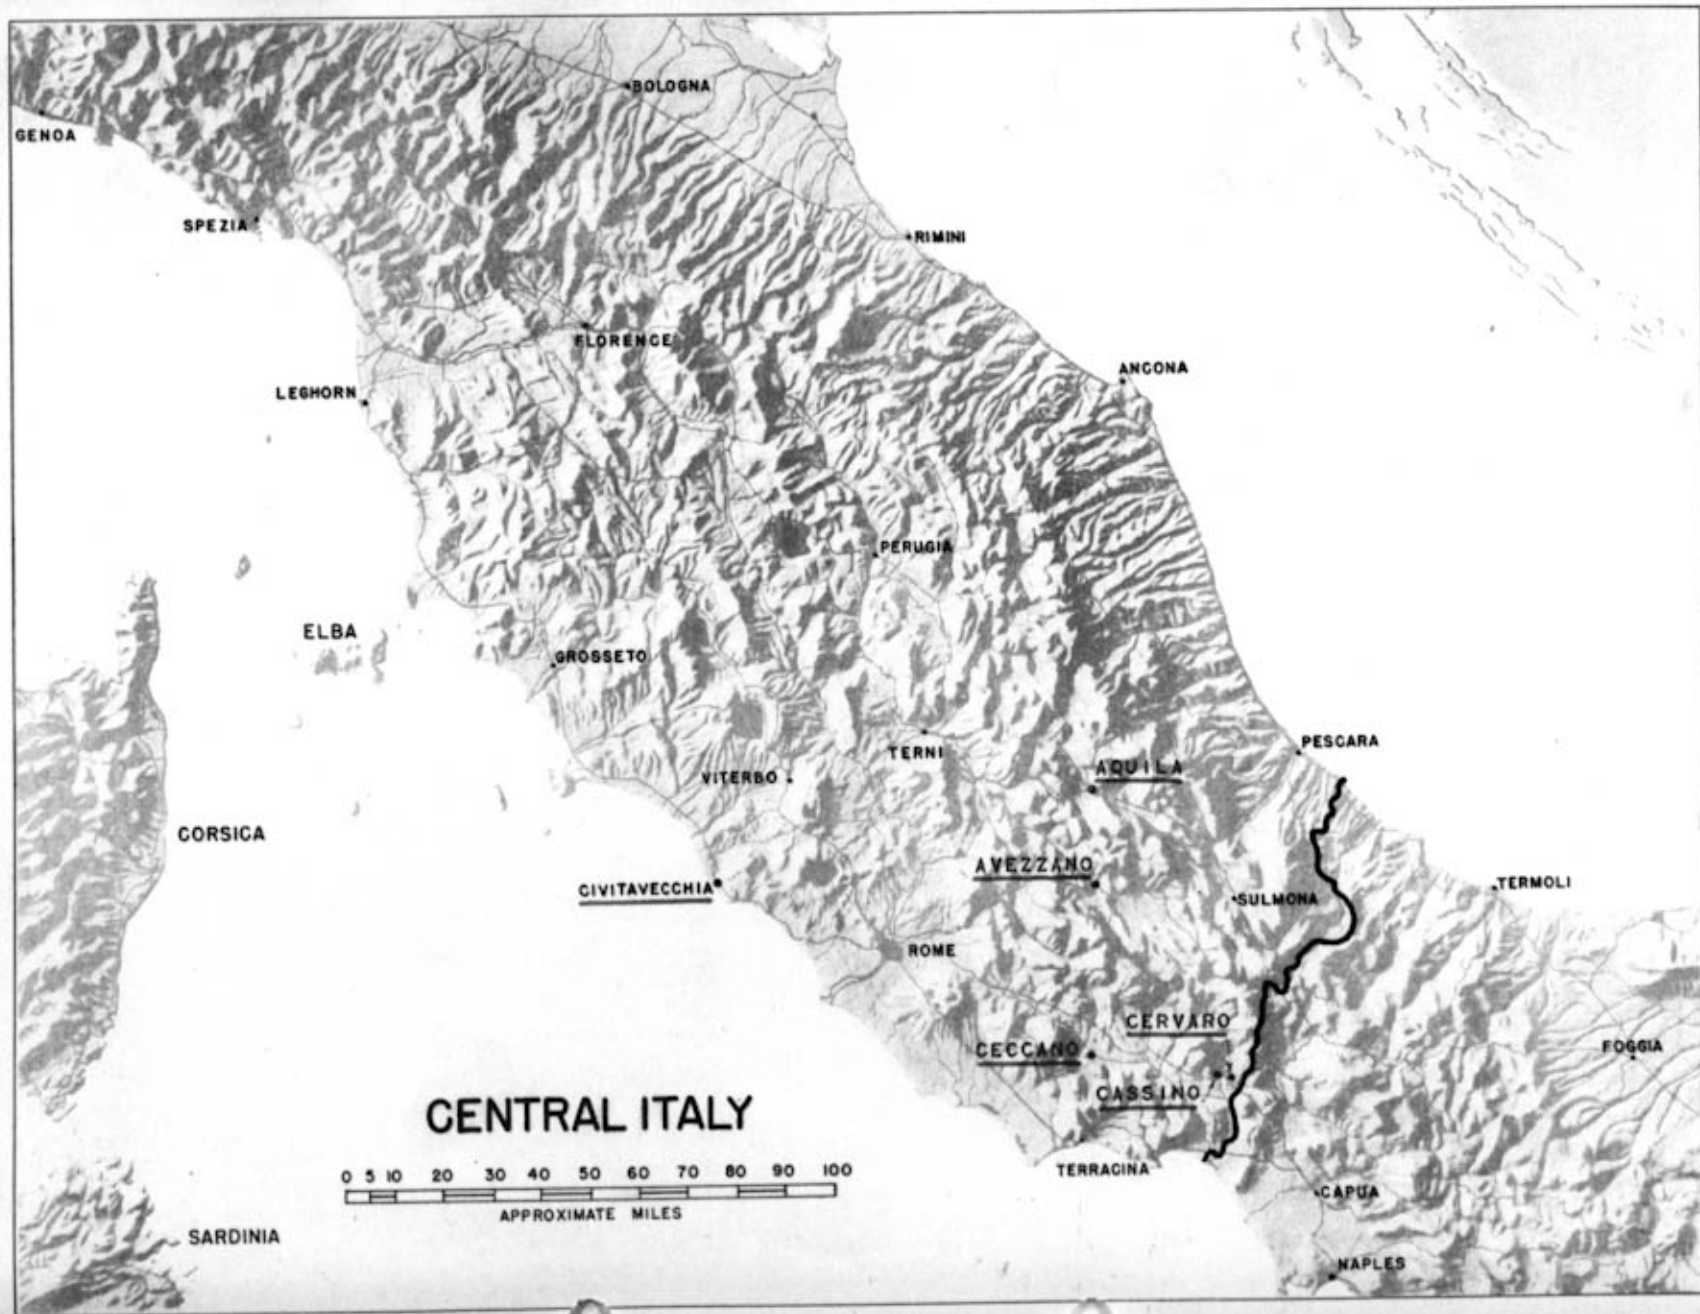 BOLOGNA
GENOA
SPEZIA
RIMINI
FLORENCE
ANCONA
LEGHORN
PERUGIA
ELBA
GROSSETO
PESCARA
TERNI
AQUILA
VITERBO
CORSICA
AVEZZANO
CIVITAVECCHIA
SULMONA
TERMOLI
ROME
CERVARO
CECCANO
FOGGIA
CASSINO
CENTRAL ITALY
TERRACINA
0 5 10 20 30 40 50 60 70 80 90 100
APPROXIMATE MILES
CAPUA
SARDINIA
NAPLES